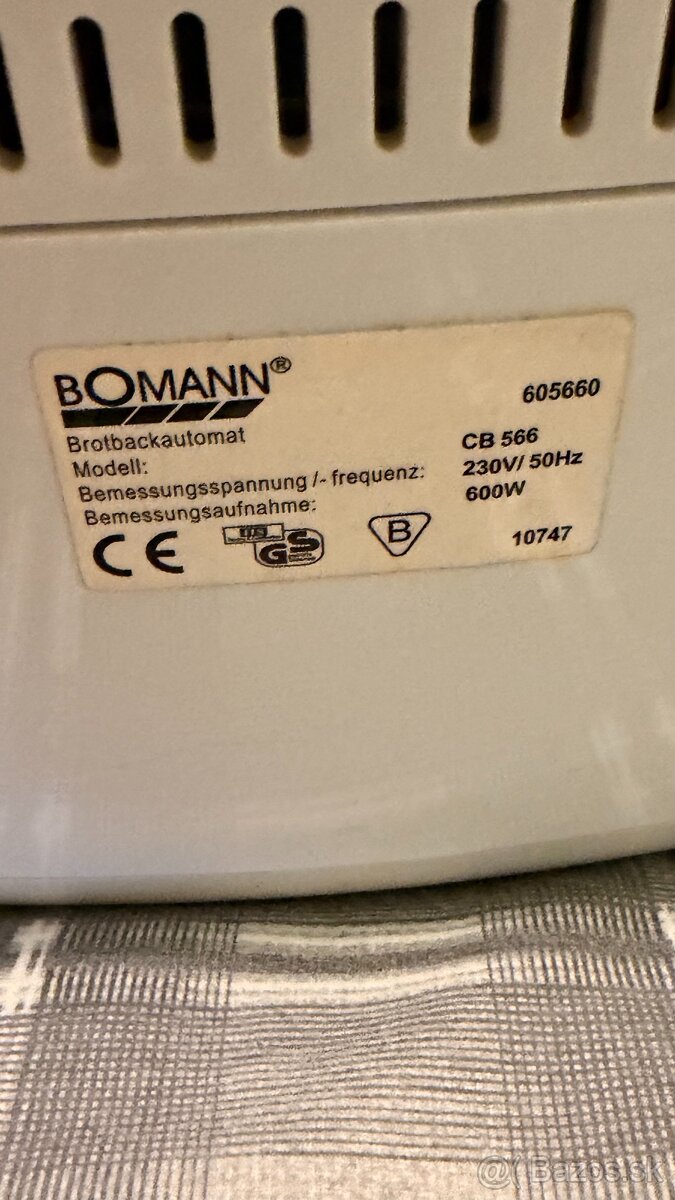 BOMANN®
605660
Brotbackautomat
Modell: CB 566
Bemessungsspannung /- frequenz: 230V/ 50Hz
Bemessungsaufnahme: 600W
CE GS B 10747
@( Bazos.sk